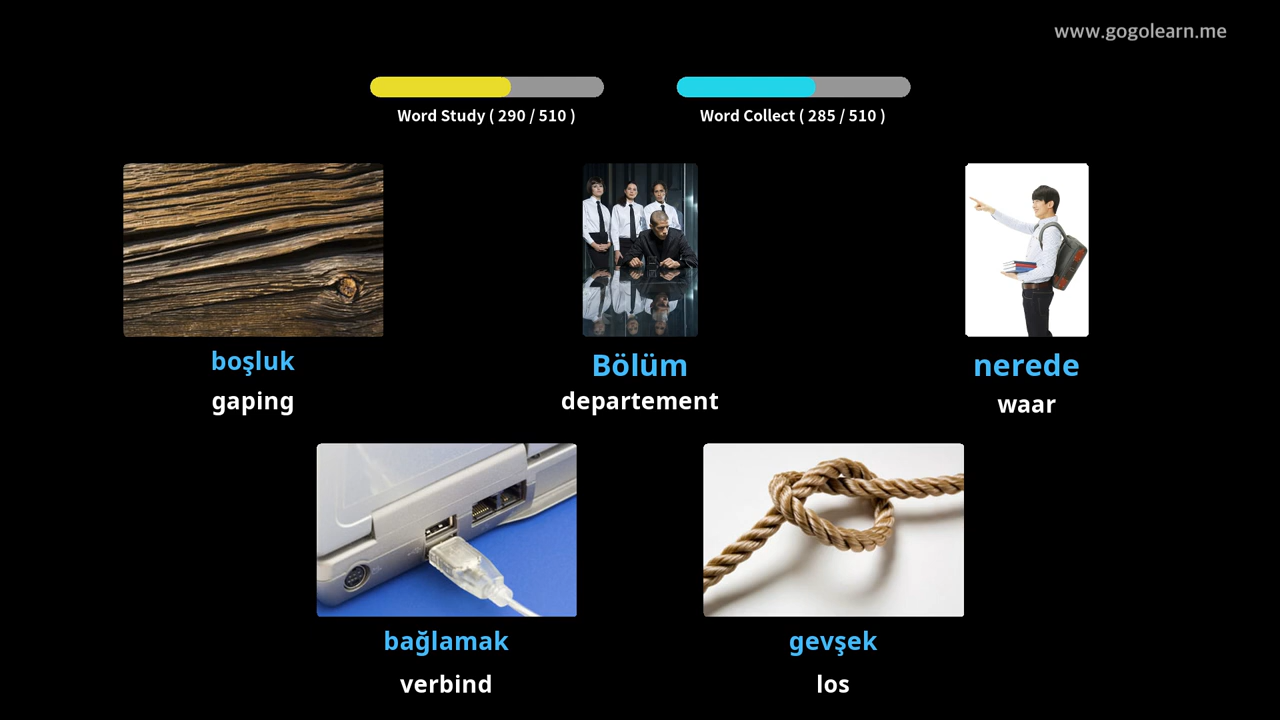 www.gogolearn.me
Word Study ( 290 / 510 )
Word Collect ( 285 / 510 )
boşluk
gaping
Bölüm
departement
nerede
waar
bağlamak
verbind
gevşek
los